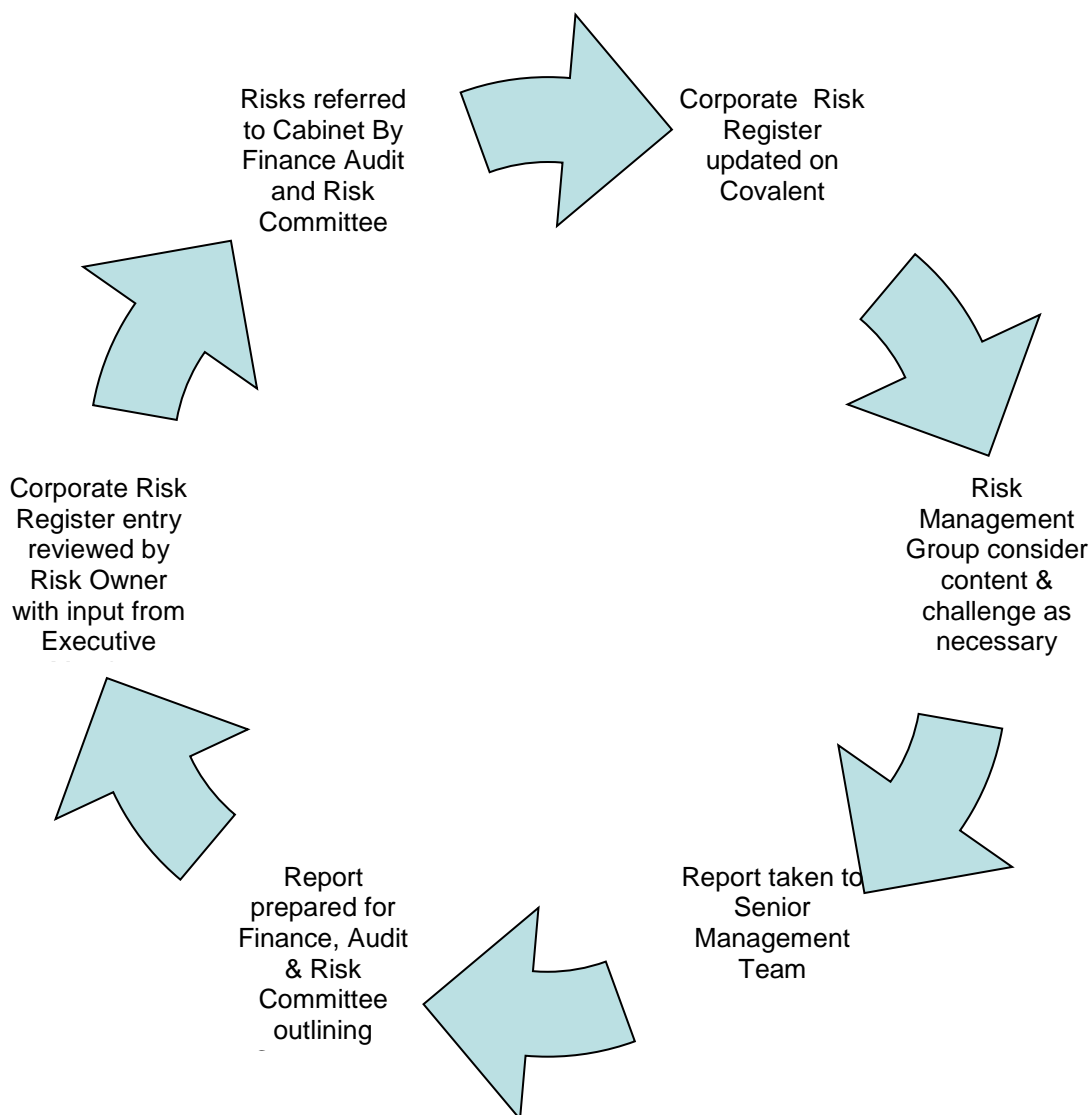 Risks referred
to Cabinet By
Finance Audit
and Risk
Committee
Corporate Risk
Register
updated on
Covalent
Risk
Management
Group consider
content &
challenge as
necessary
Report taken to
Senior
Management
Team
Report
prepared for
Finance, Audit
& Risk
Committee
outlining
Corporate Risk
Register entry
reviewed by
Risk Owner
with input from
Executive